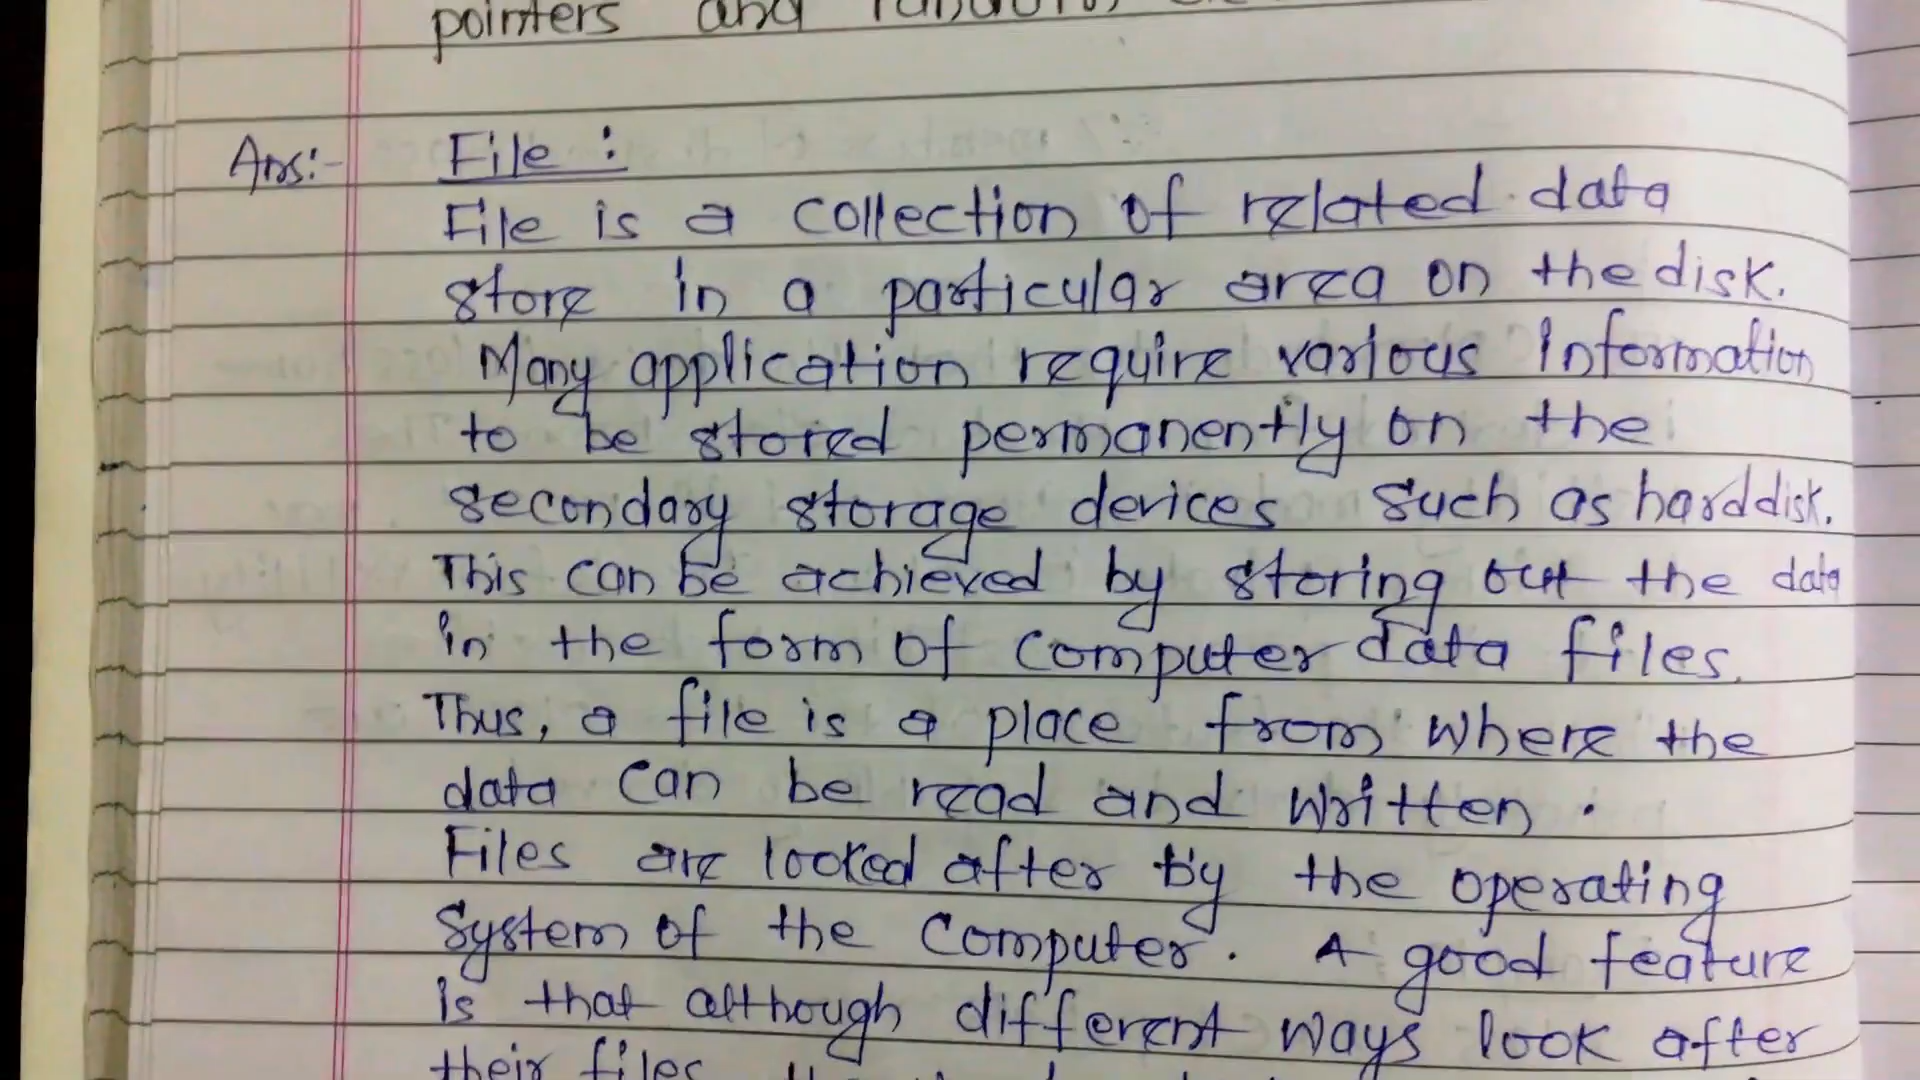 pointers and
Ans:- File :
File is a collection of related data
store in a particular area on the disk.
Many application require various information
to be stored permanently on the
secondary storage devices such as harddisk.
This can be achieved by storing out the data
in the form of computer data files.
Thus, a file is a place from where the
data can be read and written.
Files are looked after by the operating
System of the computer. A good feature
is that although different ways look after
their files